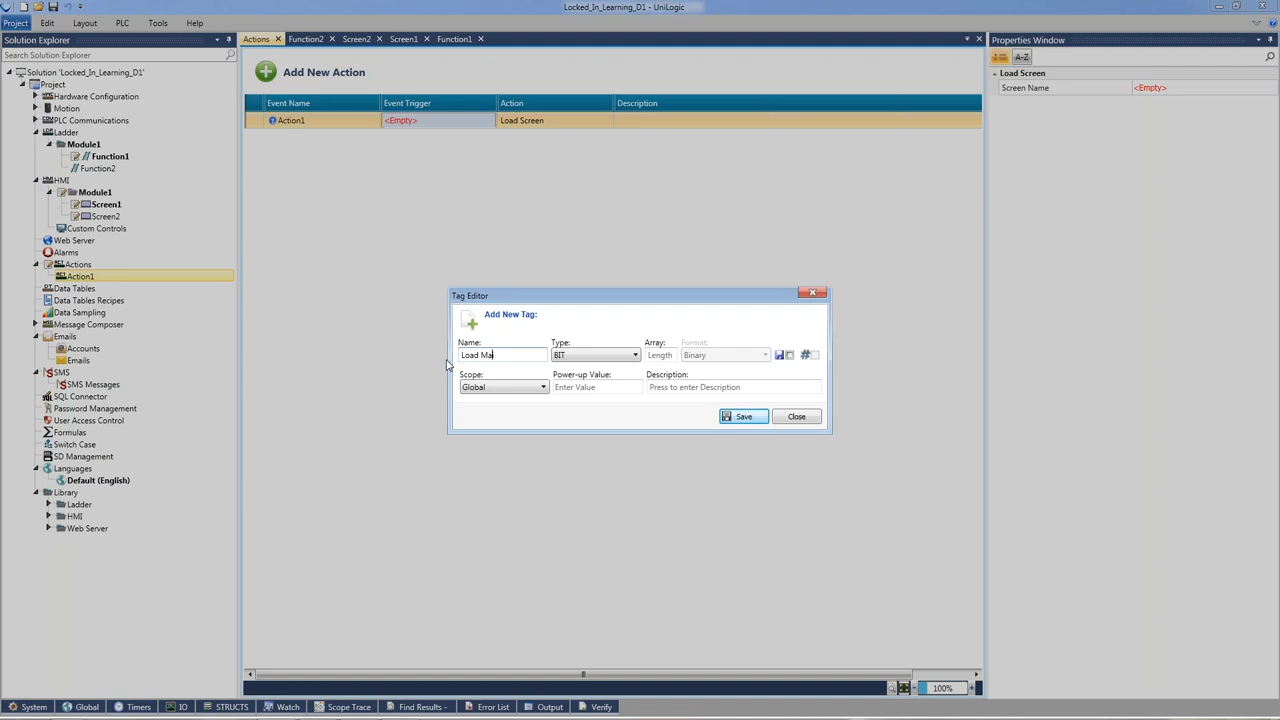 Locked_In_Learning_D1* - UniLogic
Project Edit Layout PLC Tools Help
Solution Explorer
Search Solution Explorer
Solution 'Locked_In_Learning_D1'
Project
Hardware Configuration
Motion
PLC Communications
Ladder
Module1
Function1
Function2
HMI
Module1
Screen1
Screen2
Custom Controls
Web Server
Alarms
Actions
Action1
Data Tables
Data Tables Recipes
Data Sampling
Message Composer
Emails
Accounts
Emails
SMS
SMS Messages
SQL Connector
Password Management
User Access Control
Formulas
Switch Case
SD Management
Languages
Default (English)
Library
Ladder
HMI
Web Server
Actions Function2 Screen2 Screen1 Function1
Add New Action
Event Name Event Trigger Action Description
Action1 <Empty> Load Screen
Tag Editor
Add New Tag:
Name: Type: Array: Format:
Load Ma BIT Length Binary
Scope: Power-up Value: Description:
Global Enter Value Press to enter Description
Save Close
100%
Properties Window
A-Z
Load Screen
Screen Name <Empty>
System Global Timers IO STRUCTS Watch Scope Trace Find Results - Error List Output Verify